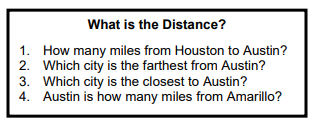 What is the Distance?
1. How many miles from Houston to Austin?
2. Which city is the farthest from Austin?
3. Which city is the closest to Austin?
4. Austin is how many miles from Amarillo?